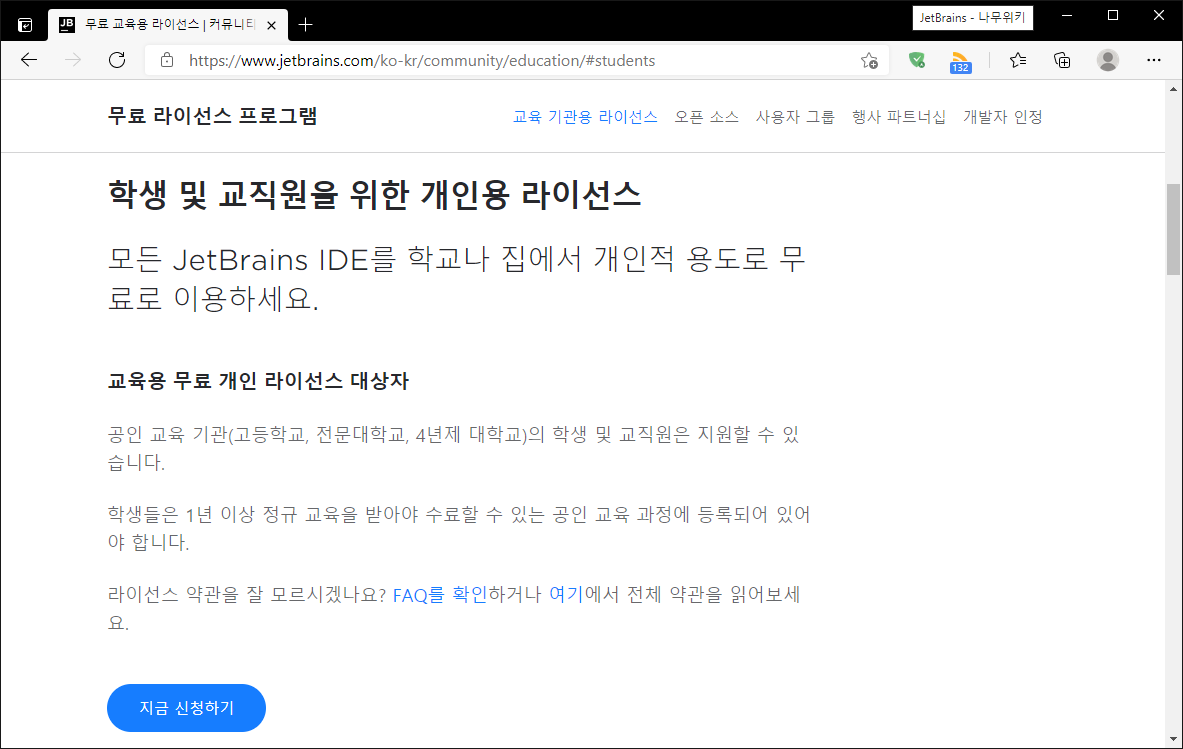 JB 무료 교육용 라이선스 | 커뮤니티
JetBrains - 나무위키
https://www.jetbrains.com/ko-kr/community/education/#students
132
무료 라이선스 프로그램
교육 기관용 라이선스 오픈 소스 사용자 그룹 행사 파트너십 개발자 인정
학생 및 교직원을 위한 개인용 라이선스
모든 JetBrains IDE를 학교나 집에서 개인적 용도로 무
료로 이용하세요.
교육용 무료 개인 라이선스 대상자
공인 교육 기관(고등학교, 전문대학교, 4년제 대학교)의 학생 및 교직원은 지원할 수 있
습니다.
학생들은 1년 이상 정규 교육을 받아야 수료할 수 있는 공인 교육 과정에 등록되어 있어
야 합니다.
라이선스 약관을 잘 모르시겠나요? FAQ를 확인하거나 여기에서 전체 약관을 읽어보세
요.
지금 신청하기